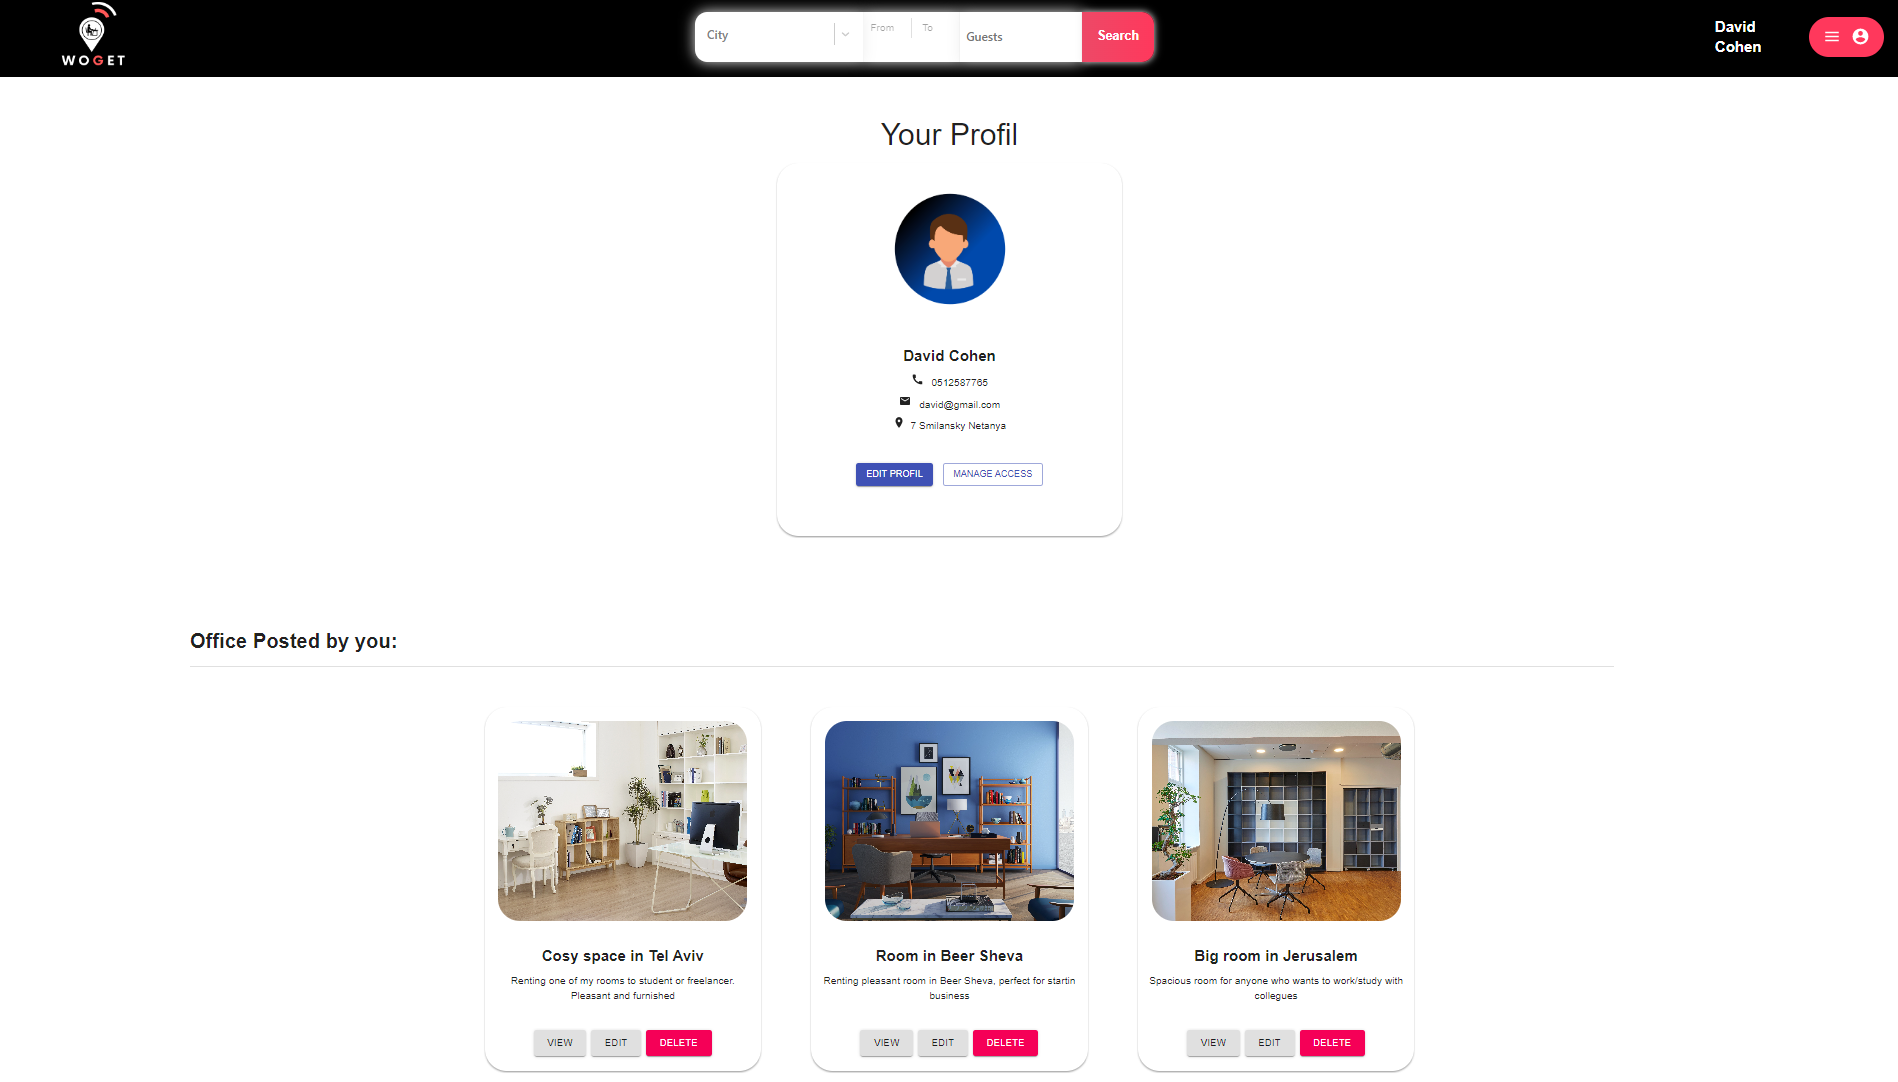 WOGET
City
From
To
Guests
Search
David
Cohen
Your Profil
David Cohen
0512587765
david@gmail.com
7 Smilansky Netanya
EDIT PROFIL
MANAGE ACCESS
Office Posted by you:
Cosy space in Tel Aviv
Renting one of my rooms to student or freelancer.
Pleasant and furnished
VIEW
EDIT
DELETE
Room in Beer Sheva
Renting pleasant room in Beer Sheva, perfect for startin
business
VIEW
EDIT
DELETE
Big room in Jerusalem
Spacious room for anyone who wants to work/study with
collegues
VIEW
EDIT
DELETE